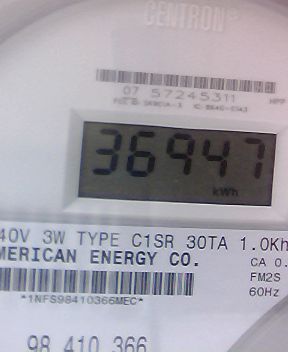 CENTRON®
07 57245311
36947
kWh
40V 3W TYPE C1SR 30TA 1.0Kh
MERICAN ENERGY CO.
CA 0.
FM2S
60Hz
*1NFS98410366MEC*
98 410 366